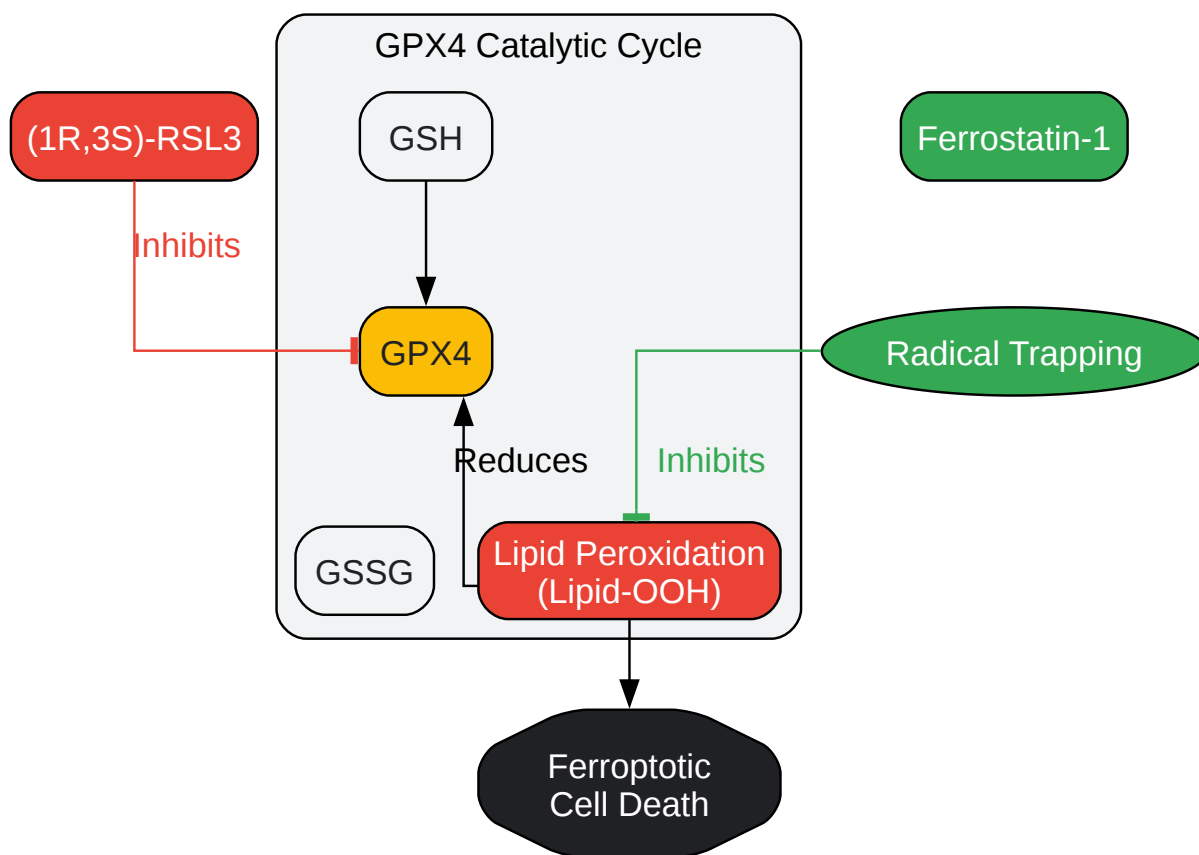 GPX4 Catalytic Cycle
(1R,3S)-RSL3
GSH
Ferrostatin-1
Inhibits
GPX4
Radical Trapping
Reduces
Inhibits
GSSG
Lipid Peroxidation
(Lipid-OOH)
Ferroptotic
Cell Death